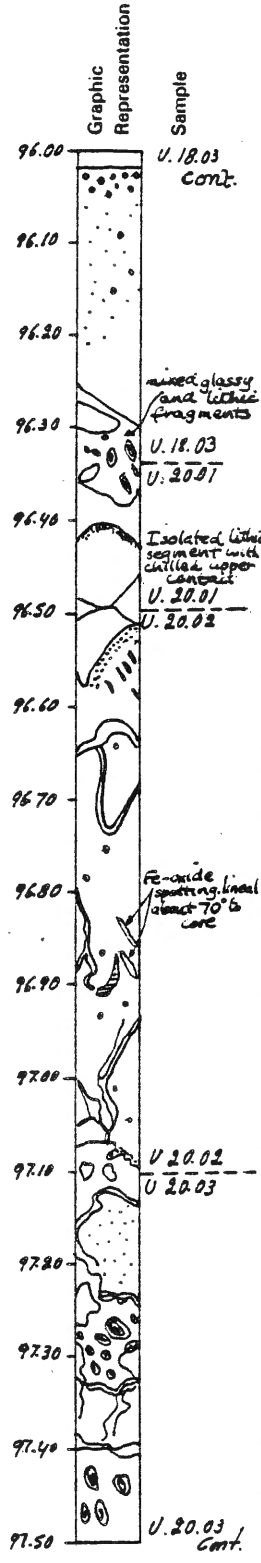 Graphic
Representation
Sample
96.00
U.18.03
cont.
96.10
96.20
mixed glassy
and lithic
fragments
96.30
U.18.03
U.2001
96.40
Isolated lithic
segment with
chilled upper
contact
U.20.01
96.50
U.20.02
96.60
96.70
96.80
Fe-oxide
spotting.lineal
about 70° to
core
96.90
97.00
U 20.02
97.10
U 20.03
97.20
97.30
97.40
U.20.03
97.50
Cont.